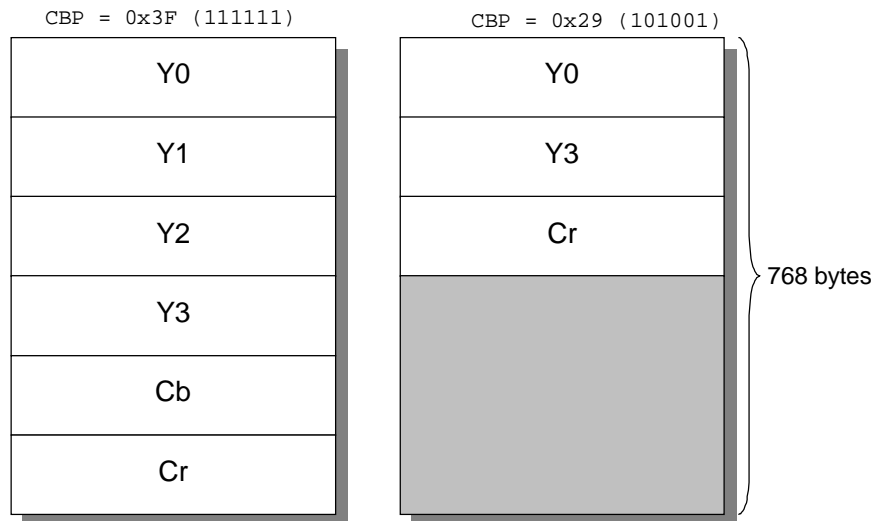 CBP = 0x3F (111111)
Y0
Y1
Y2
Y3
Cb
Cr
CBP = 0x29 (101001)
Y0
Y3
Cr
768 bytes